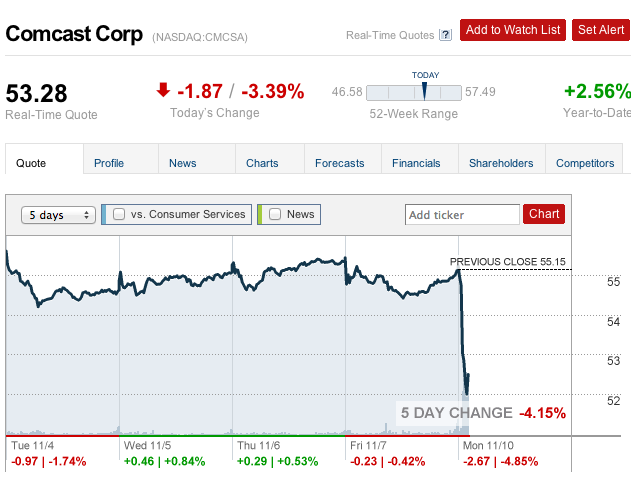 Comcast Corp (NASDAQ:CMCSA)
Real-Time Quotes ?
Add to Watch List
Set Alert
53.28
Real-Time Quote
-1.87 / -3.39%
Today's Change
TODAY
46.58
57.49
52-Week Range
+2.56%
Year-to-Date
Quote Profile News Charts Forecasts Financials Shareholders Competitors
5 days vs. Consumer Services News Add ticker Chart
PREVIOUS CLOSE 55.15
55
54
53
52
5 DAY CHANGE -4.15%
Tue 11/4 Wed 11/5 Thu 11/6 Fri 11/7 Mon 11/10
-0.97 | -1.74% +0.46 | +0.84% +0.29 | +0.53% -0.23 | -0.42% -2.67 | -4.85%